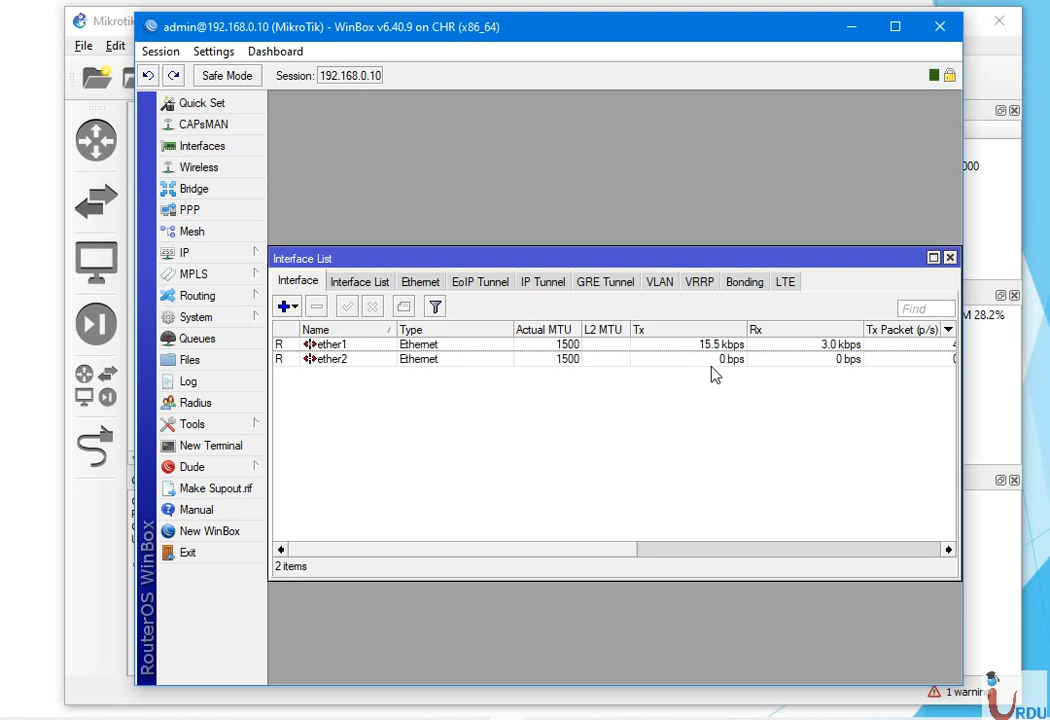 Mikrotik
admin@192.168.0.10 (MikroTik) - WinBox v6.40.9 on CHR (x86_64)
File Edit
Session Settings Dashboard
Safe Mode Session: 192.168.0.10
Quick Set
CAPsMAN
Interfaces
Wireless
Bridge
PPP
Mesh
IP
MPLS
Routing
System
Queues
Files
Log
Radius
Tools
New Terminal
Dude
Make Supout.rif
Manual
New WinBox
Exit
RouterOS WinBox
Interface List
Interface Interface List Ethernet EoIP Tunnel IP Tunnel GRE Tunnel VLAN VRRP Bonding LTE
Find
Name Type Actual MTU L2 MTU Tx Rx Tx Packet (p/s)
R ether1 Ethernet 1500 15.5 kbps 3.0 kbps
R ether2 Ethernet 1500 0 bps 0 bps
2 items
000
M 28.2%
1 warnin
URDU